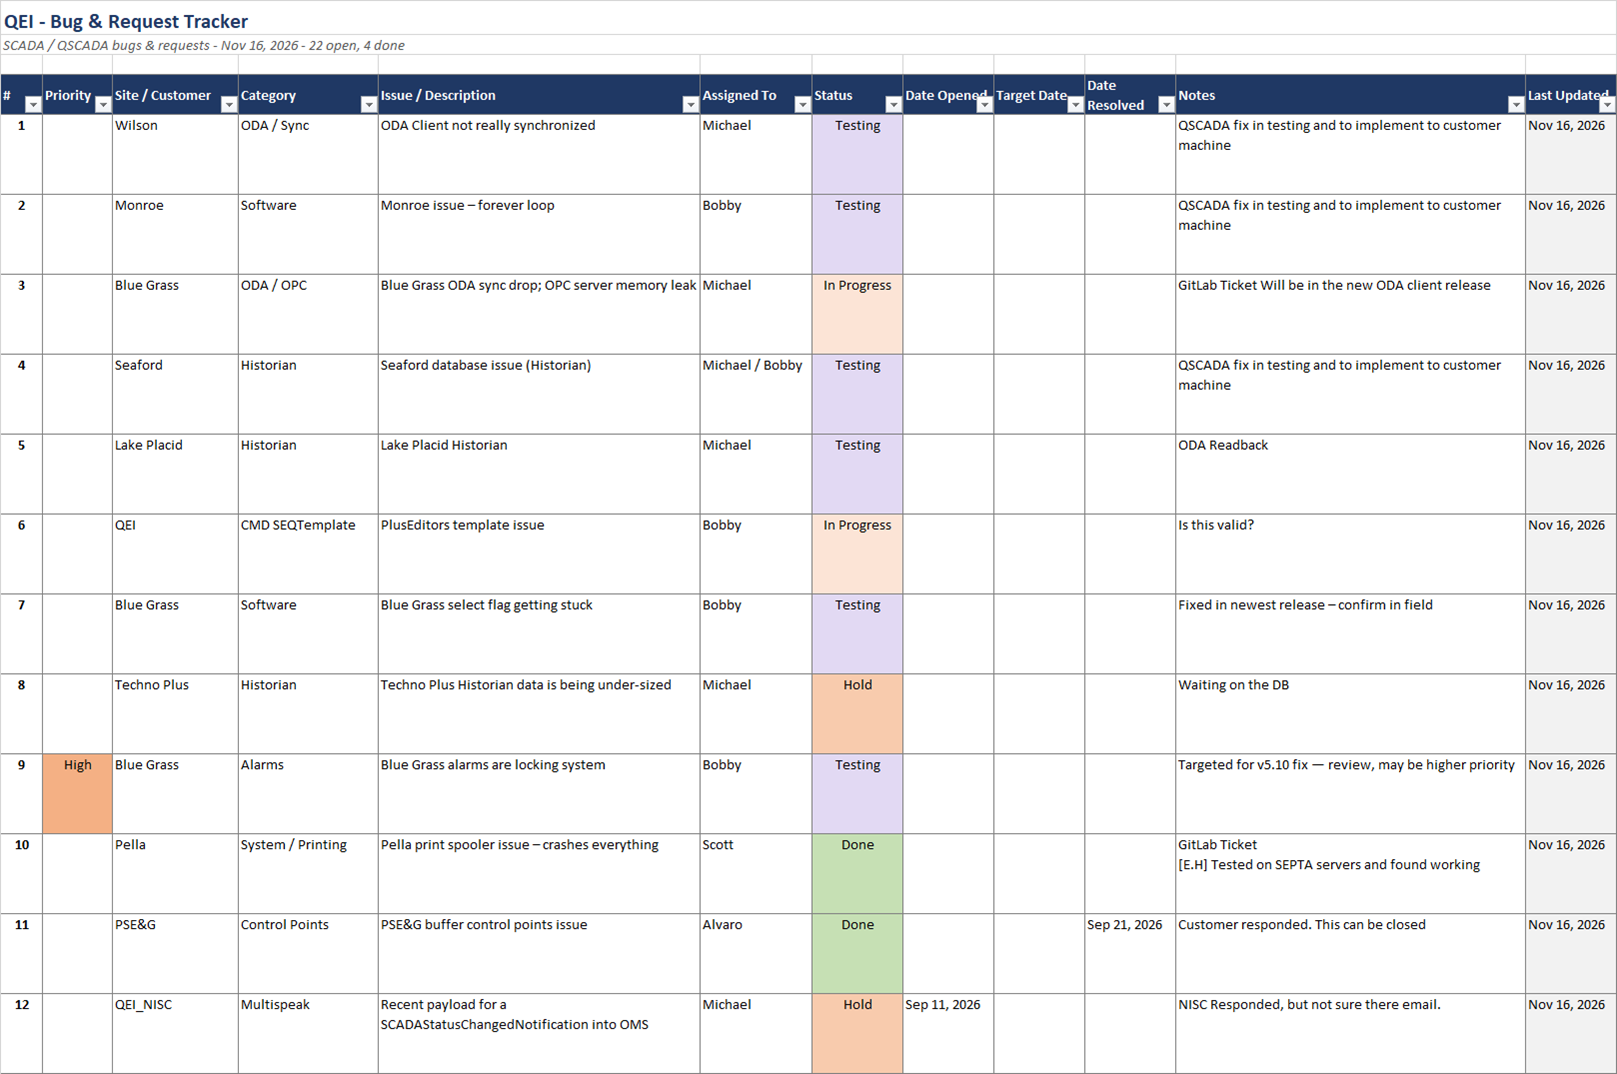 QEI - Bug & Request Tracker
SCADA / QSCADA bugs & requests - Nov 16, 2026 - 22 open, 4 done
# Priority Site / Customer Category Issue / Description Assigned To Status Date Opened Target Date Date Resolved Notes Last Updated
1 Wilson ODA / Sync ODA Client not really synchronized Michael Testing QSCADA fix in testing and to implement to customer Nov 16, 2026
machine
2 Monroe Software Monroe issue – forever loop Bobby Testing QSCADA fix in testing and to implement to customer Nov 16, 2026
machine
3 Blue Grass ODA / OPC Blue Grass ODA sync drop; OPC server memory leak Michael In Progress GitLab Ticket Will be in the new ODA client release Nov 16, 2026
4 Seaford Historian Seaford database issue (Historian) Michael / Bobby Testing QSCADA fix in testing and to implement to customer Nov 16, 2026
machine
5 Lake Placid Historian Lake Placid Historian Michael Testing ODA Readback Nov 16, 2026
6 QEI CMD SEQTemplate PlusEditors template issue Bobby In Progress Is this valid? Nov 16, 2026
7 Blue Grass Software Blue Grass select flag getting stuck Bobby Testing Fixed in newest release – confirm in field Nov 16, 2026
8 Techno Plus Historian Techno Plus Historian data is being under-sized Michael Hold Waiting on the DB Nov 16, 2026
9 High Blue Grass Alarms Blue Grass alarms are locking system Bobby Testing Targeted for v5.10 fix — review, may be higher priority Nov 16, 2026
10 Pella System / Printing Pella print spooler issue – crashes everything Scott Done GitLab Ticket Nov 16, 2026
[E.H] Tested on SEPTA servers and found working
11 PSE&G Control Points PSE&G buffer control points issue Alvaro Done Sep 21, 2026 Customer responded. This can be closed Nov 16, 2026
12 QEI_NISC Multispeak Recent payload for a Michael Hold Sep 11, 2026 NISC Responded, but not sure there email. Nov 16, 2026
SCADAStatusChangedNotification into OMS